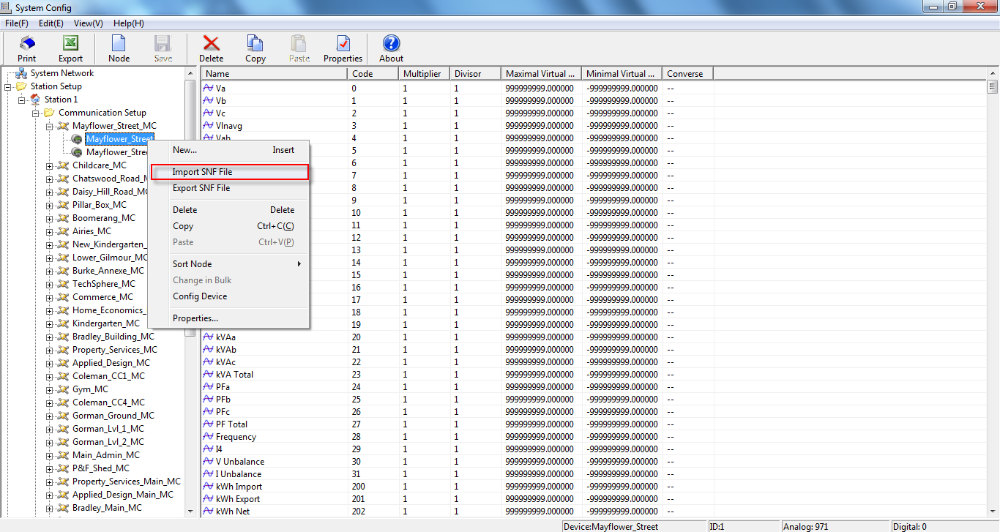 System Config
File(F) Edit(E) View(V) Help(H)
Print Export Node Save Delete Copy Paste Properties About
System Network
Station Setup
Station 1
Communication Setup
Mayflower_Street_MC
Mayflower_Street
Mayflower_Stre
Childcare_MC
Chatswood_Road_M
Daisy_Hill_Road_MC
Pillar_Box_MC
Boomerang_MC
Airies_MC
New_Kindergarten_
Lower_Gilmour_MC
Burke_Annexe_MC
TechSphere_MC
Commerce_MC
Home_Economics_
Kindergarten_MC
Bradley_Building_MC
Property_Services_MC
Applied_Design_MC
Coleman_CC1_MC
Gym_MC
Coleman_CC4_MC
Gorman_Ground_MC
Gorman_Lvl_1_MC
Gorman_Lvl_2_MC
Main_Admin_MC
P&F_Shed_MC
Property_Services_Main_MC
Applied_Design_Main_MC
Bradley_Main_MC
New... Insert
Import SNF File
Export SNF File
Delete Delete
Copy Ctrl+C(C)
Paste Ctrl+V(P)
Sort Node
Change in Bulk
Config Device
Properties...
Name Code Multiplier Divisor Maximal Virtual ... Minimal Virtual ... Converse
Va 0 1 1 999999999.000000 -999999999.000000 --
Vb 1 1 1 999999999.000000 -999999999.000000 --
Vc 2 1 1 999999999.000000 -999999999.000000 --
Vlnavg 3 1 1 999999999.000000 -999999999.000000 --
Vab 4 1 1 999999999.000000 -999999999.000000 --
5 1 1 999999999.000000 -999999999.000000 --
6 1 1 999999999.000000 -999999999.000000 --
7 1 1 999999999.000000 -999999999.000000 --
8 1 1 999999999.000000 -999999999.000000 --
9 1 1 999999999.000000 -999999999.000000 --
10 1 1 999999999.000000 -999999999.000000 --
11 1 1 999999999.000000 -999999999.000000 --
12 1 1 999999999.000000 -999999999.000000 --
13 1 1 999999999.000000 -999999999.000000 --
14 1 1 999999999.000000 -999999999.000000 --
15 1 1 999999999.000000 -999999999.000000 --
16 1 1 999999999.000000 -999999999.000000 --
17 1 1 999999999.000000 -999999999.000000 --
18 1 1 999999999.000000 -999999999.000000 --
19 1 1 999999999.000000 -999999999.000000 --
kVAa 20 1 1 999999999.000000 -999999999.000000 --
kVAb 21 1 1 999999999.000000 -999999999.000000 --
kVAc 22 1 1 999999999.000000 -999999999.000000 --
kVA Total 23 1 1 999999999.000000 -999999999.000000 --
PFa 24 1 1 999999999.000000 -999999999.000000 --
PFb 25 1 1 999999999.000000 -999999999.000000 --
PFc 26 1 1 999999999.000000 -999999999.000000 --
PF Total 27 1 1 999999999.000000 -999999999.000000 --
Frequency 28 1 1 999999999.000000 -999999999.000000 --
I4 29 1 1 999999999.000000 -999999999.000000 --
V Unbalance 30 1 1 999999999.000000 -999999999.000000 --
I Unbalance 31 1 1 999999999.000000 -999999999.000000 --
kWh Import 200 1 1 999999999.000000 -999999999.000000 --
kWh Export 201 1 1 999999999.000000 -999999999.000000 --
kWh Net 202 1 1 999999999.000000 -999999999.000000 --
Device:Mayflower_Street ID:1 Analog: 971 Digital: 0